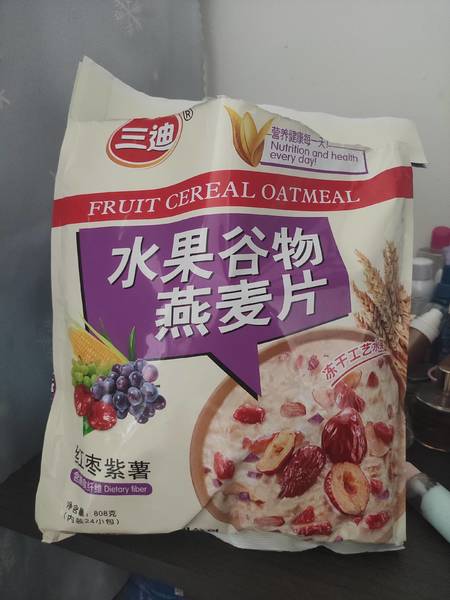 三迪
®
营养健康每一天!
Nutrition and health
every day!
FRUIT CEREAL OATMEAL
水果谷物
燕麦片
冻干工艺
红枣紫薯
Dietary fiber
净含量: 808克
(内装24小包)